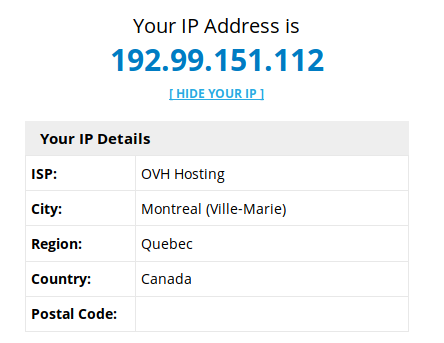 Your IP Address is
192.99.151.112
[ HIDE YOUR IP ]
Your IP Details
ISP: OVH Hosting
City: Montreal (Ville-Marie)
Region: Quebec
Country: Canada
Postal Code: